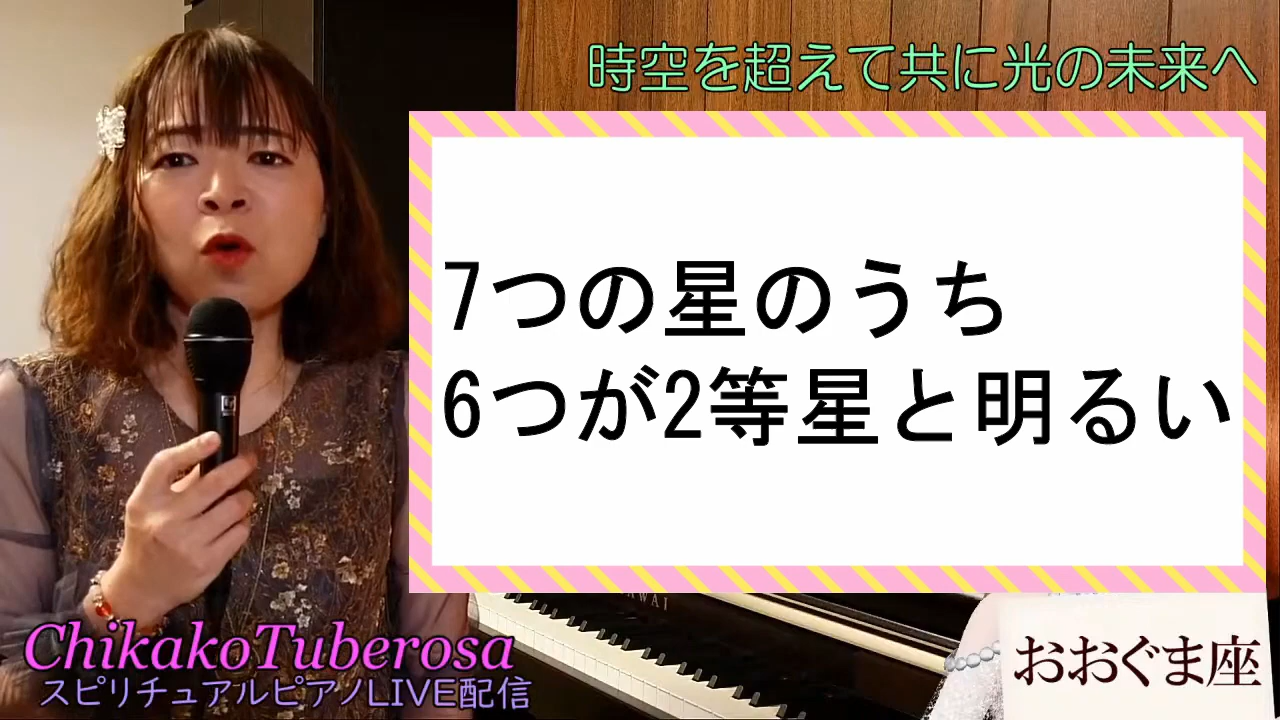 時空を超えて共に光の未来へ
7つの星のうち
6つが2等星と明るい
WAI
ChikakoTuberosa
スピリチュアルピアノLIVE配信
おおぐま座